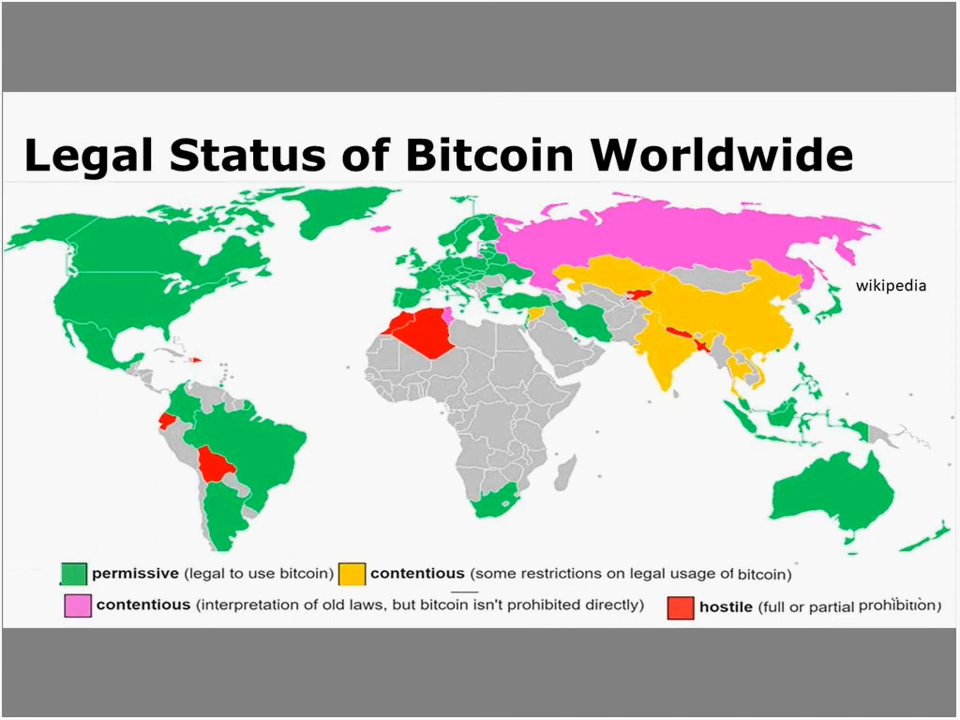 Legal Status of Bitcoin Worldwide
wikipedia
permissive (legal to use bitcoin) contentious (some restrictions on legal usage of bitcoin)
contentious (interpretation of old laws, but bitcoin isn't prohibited directly) hostile (full or partial prohibition)